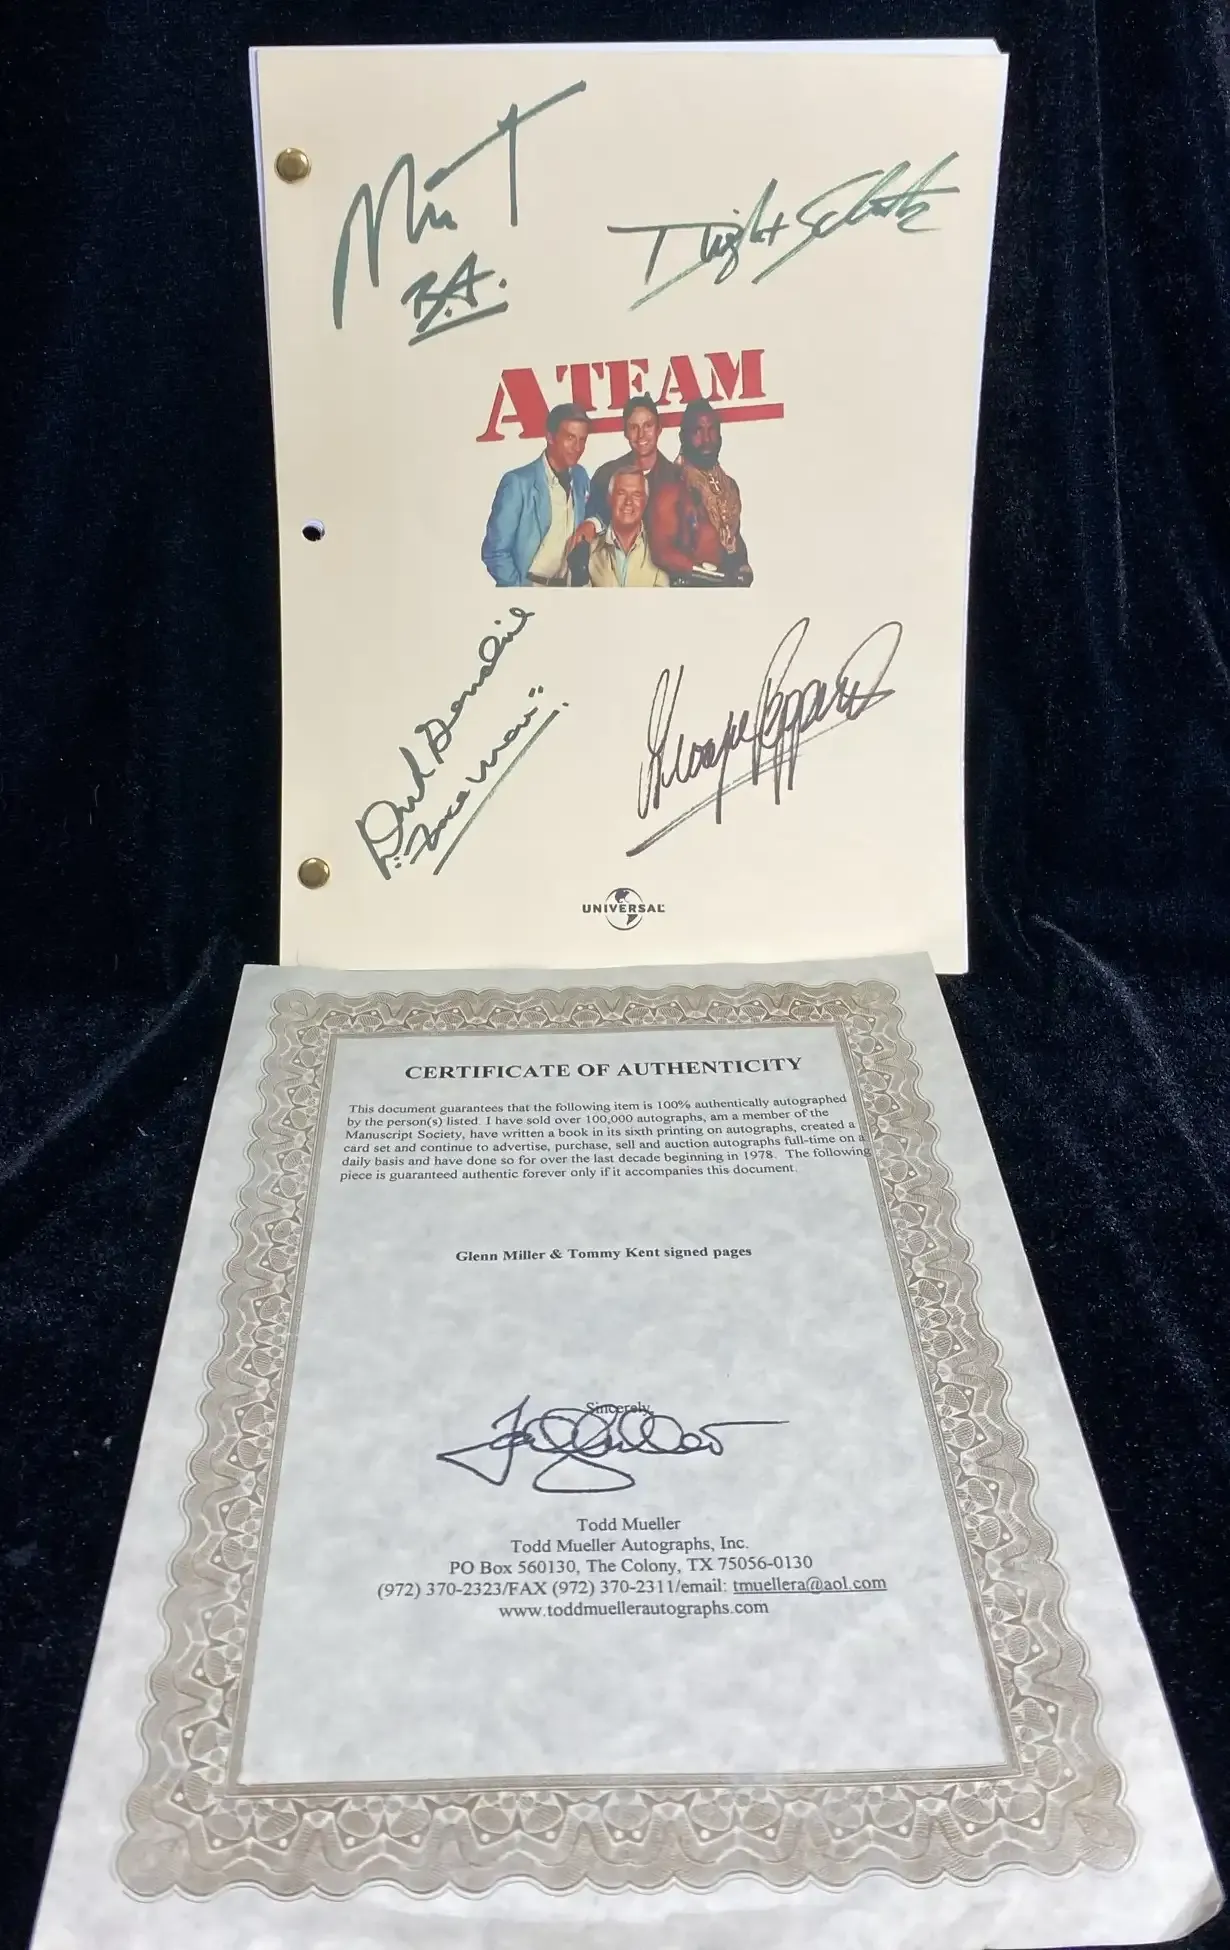 Mr T
B.A.
Dwight Schultz
A TEAM
Dirk Benedict
"Face Man".
George Peppard
UNIVERSAL
CERTIFICATE OF AUTHENTICITY
This document guarantees that the following item is 100% authentically autographed
by the person(s) listed. I have sold over 100,000 autographs, am a member of the
Manuscript Society, have written a book in its sixth printing on autographs, created a
card set and continue to advertise, purchase, sell and auction autographs full-time on a
daily basis and have done so for over the last decade beginning in 1978. The following
piece is guaranteed authentic forever only if it accompanies this document.
Glenn Miller & Tommy Kent signed pages
Sincerely,
Todd Mueller
Todd Mueller Autographs, Inc.
PO Box 560130, The Colony, TX 75056-0130
(972) 370-2323/FAX (972) 370-2311/email: tmuellera@aol.com
www.toddmuellerautographs.com